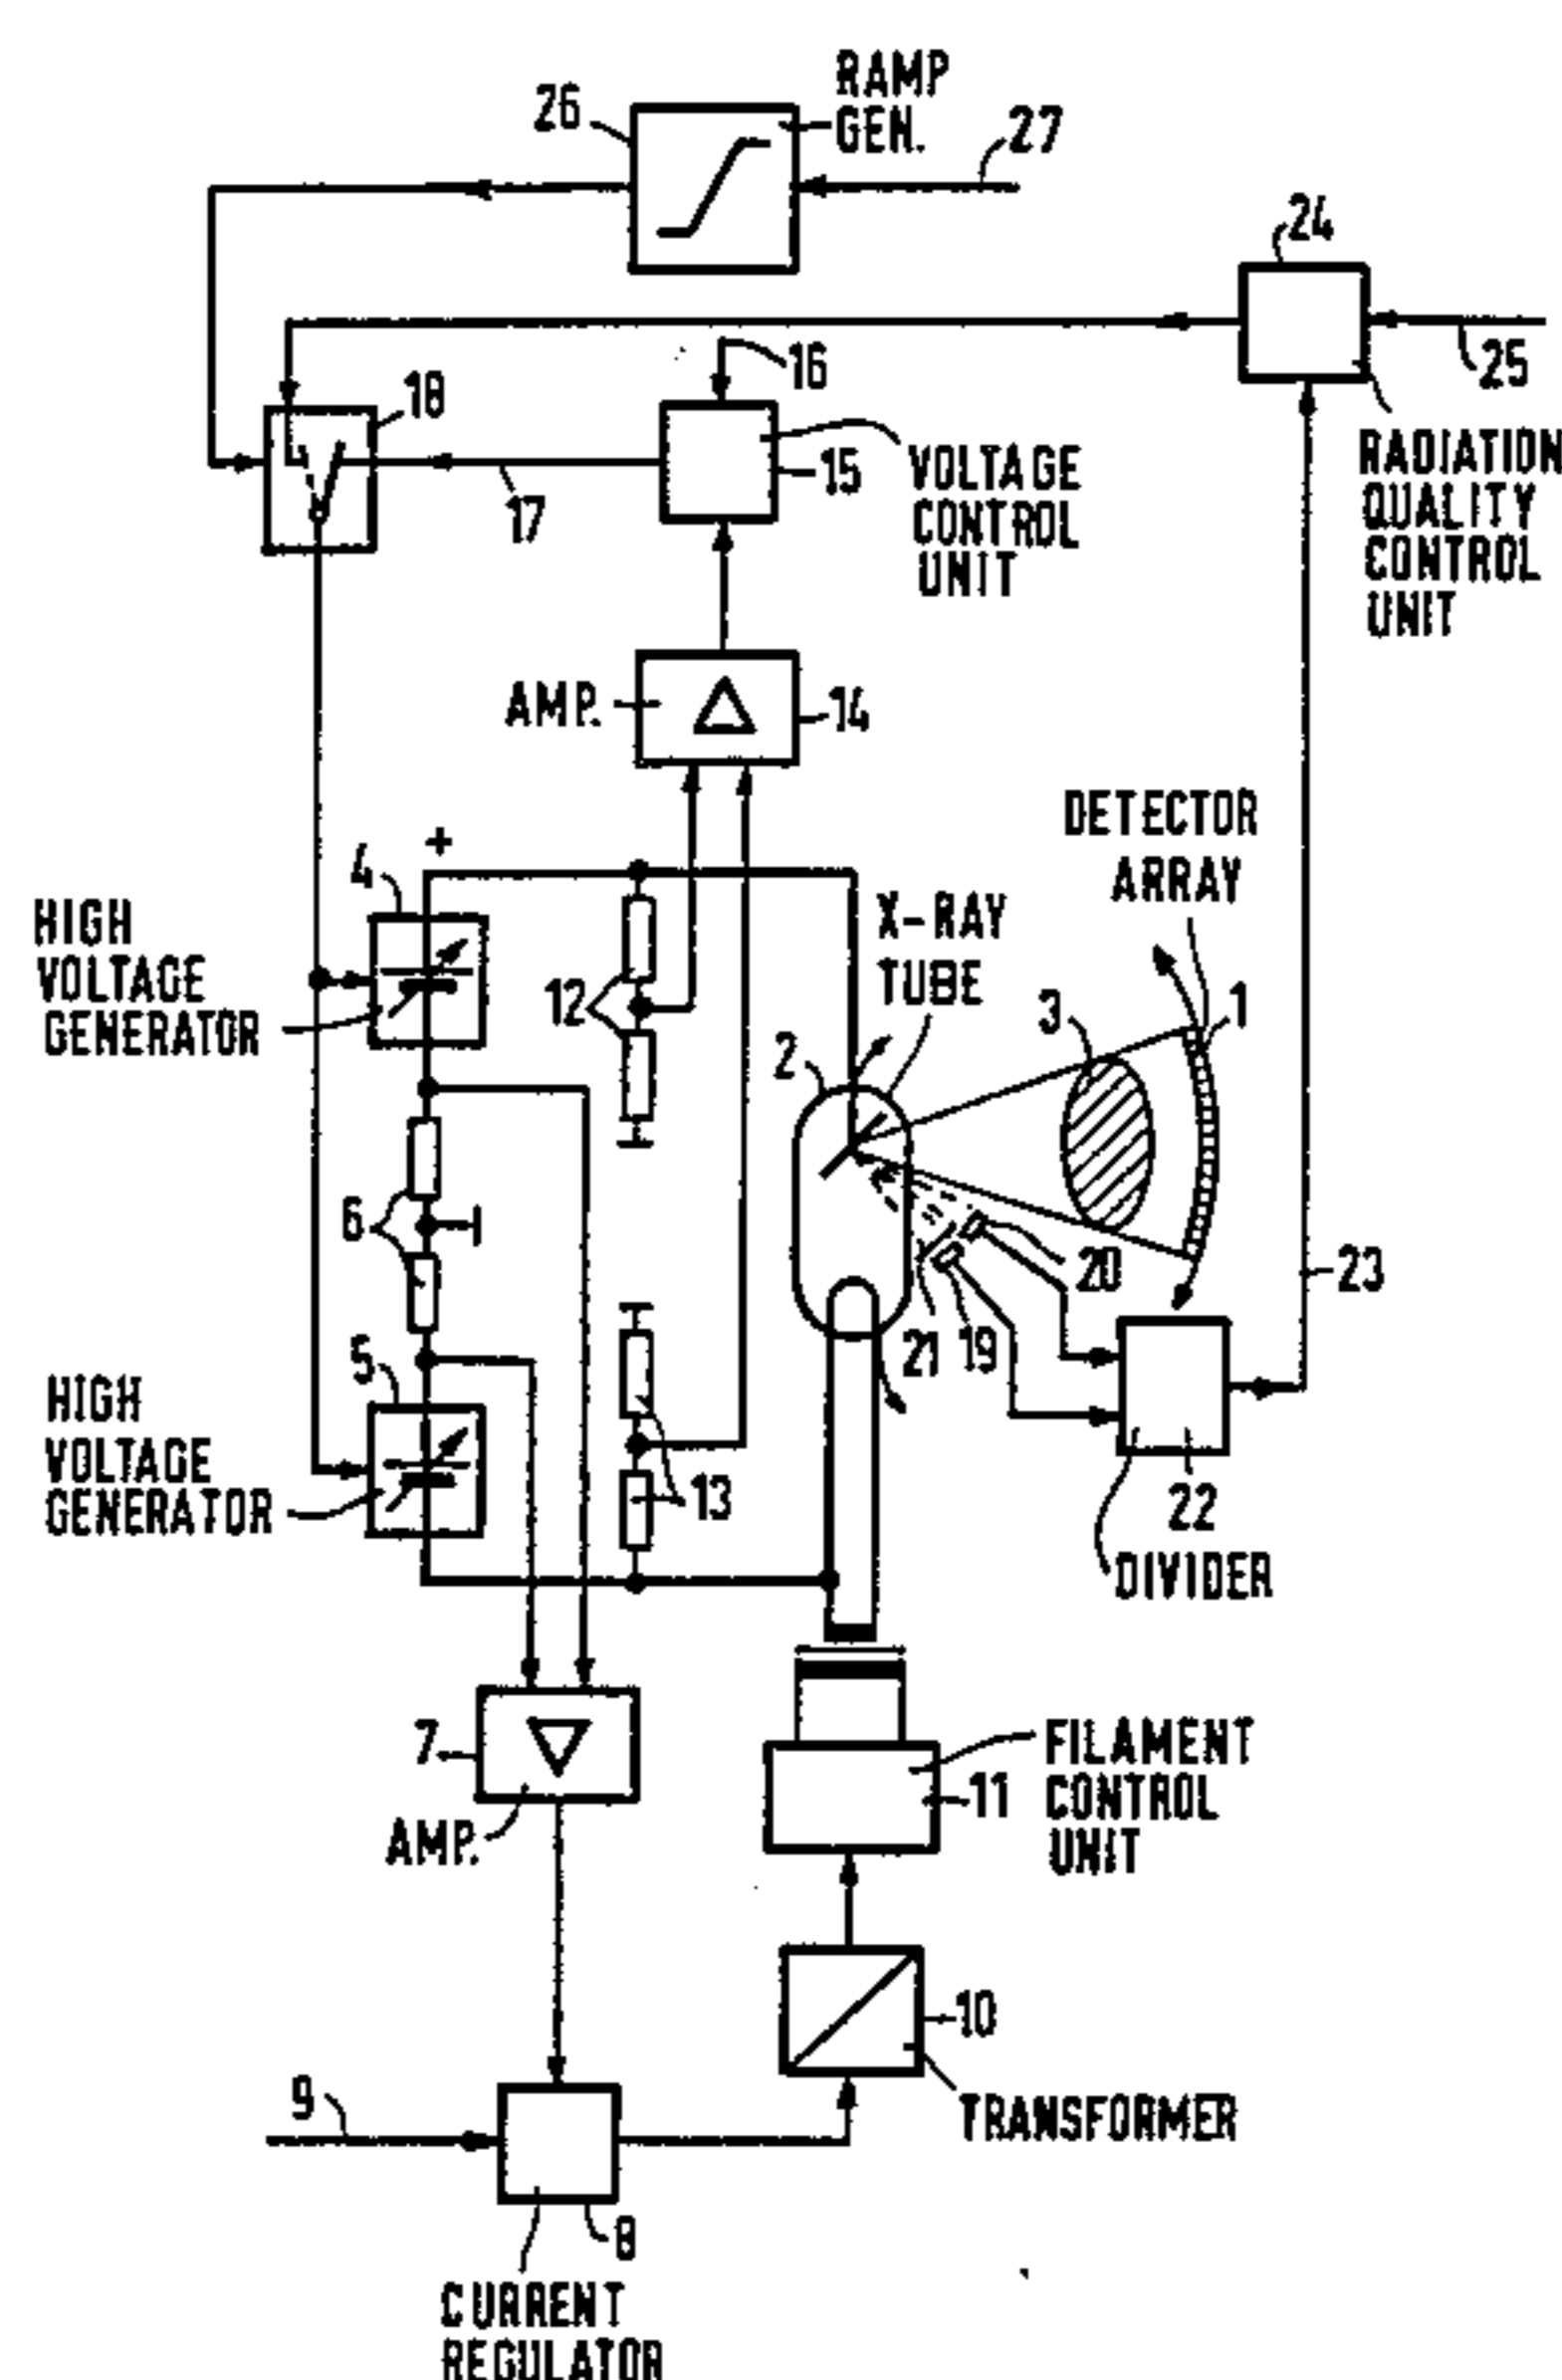 RAMP
GEN.
26
27
24
25
16
18
15
17
VOLTAGE
CONTROL
UNIT
RADIATION
QUALITY
CONTROL
UNIT
AMP.
14
DETECTOR
ARRAY
+
4
HIGH
VOLTAGE
GENERATOR
12
X-RAY
TUBE
3
1
2
6
20
23
21
19
5
HIGH
VOLTAGE
GENERATOR
13
22
DIVIDER
7
AMP.
FILAMENT
CONTROL
UNIT
11
10
TRANSFORMER
9
8
CURRENT
REGULATOR